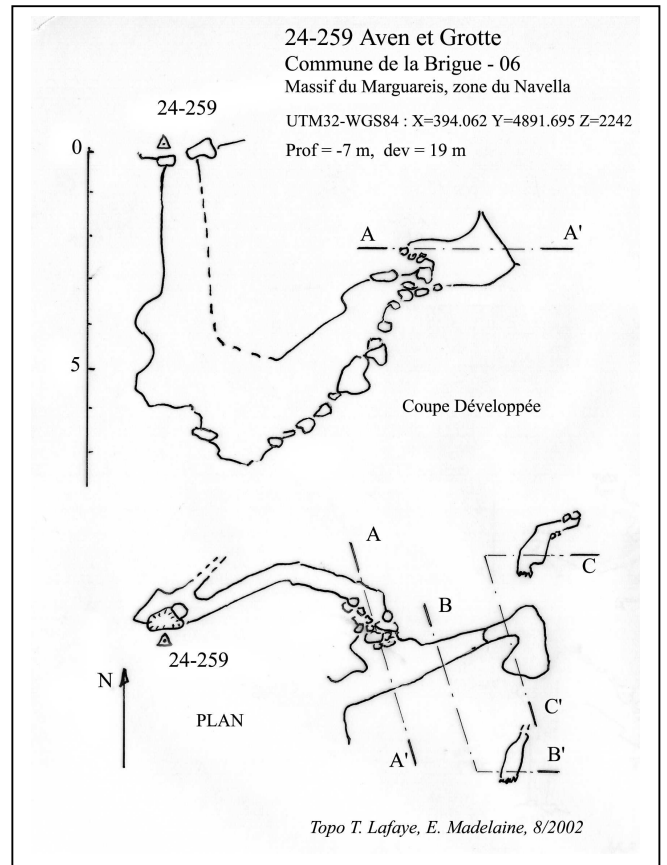 24-259 Aven et Grotte
Commune de la Brigue - 06
Massif du Marguareis, zone du Navella
UTM32-WGS84 : X=394.062 Y=4891.695 Z=2242
Prof = -7 m, dev = 19 m
24-259
0
5
A
A'
Coupe Développée
A
B
C
24-259
N
PLAN
C'
A'
B'
Topo T. Lafaye, E. Madelaine, 8/2002